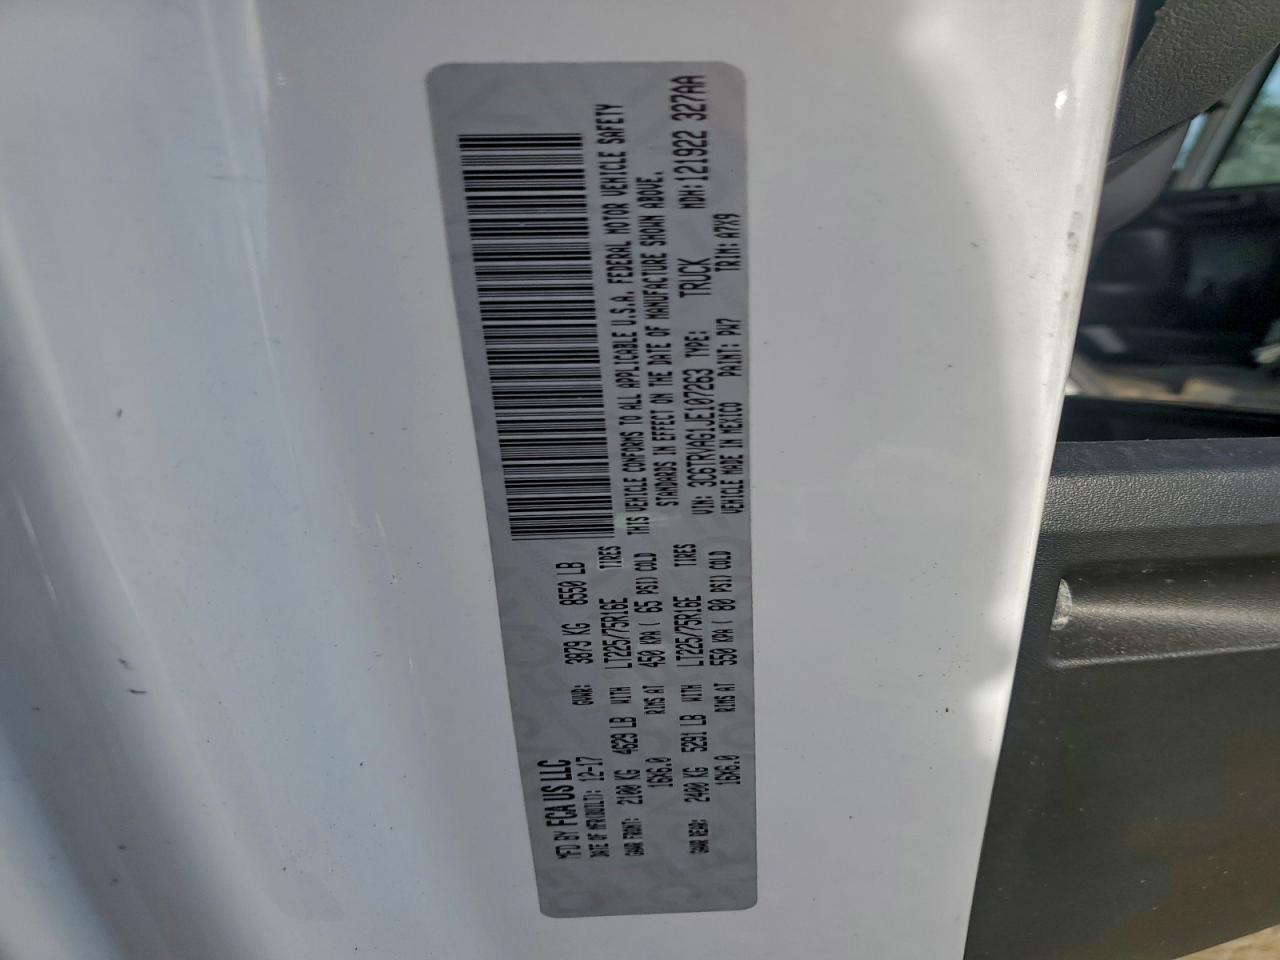 MFD BY FCA US LLC
DATE OF MFR(BUILT): 12-17 GVWR: 3879 KG 8550 LB
GAWR FRONT: 2100 KG 4629 LB WITH LT225/75R16E TIRES
16X6.0 RIMS AT 450 KPA ( 65 PSI) COLD
GAWR REAR: 2400 KG 5291 LB WITH LT225/75R16E TIRES
16X6.0 RIMS AT 550 KPA ( 80 PSI) COLD
THIS VEHICLE CONFORMS TO ALL APPLICABLE U.S.A. FEDERAL MOTOR VEHICLE SAFETY
STANDARDS IN EFFECT ON THE DATE OF MANUFACTURE SHOWN ABOVE.
VIN: 3C6TRVAG1JE107263 TYPE: TRUCK MDH: 121922 327AA
VEHICLE MADE IN MEXICO PAINT: PW7 TRIM: A7X9